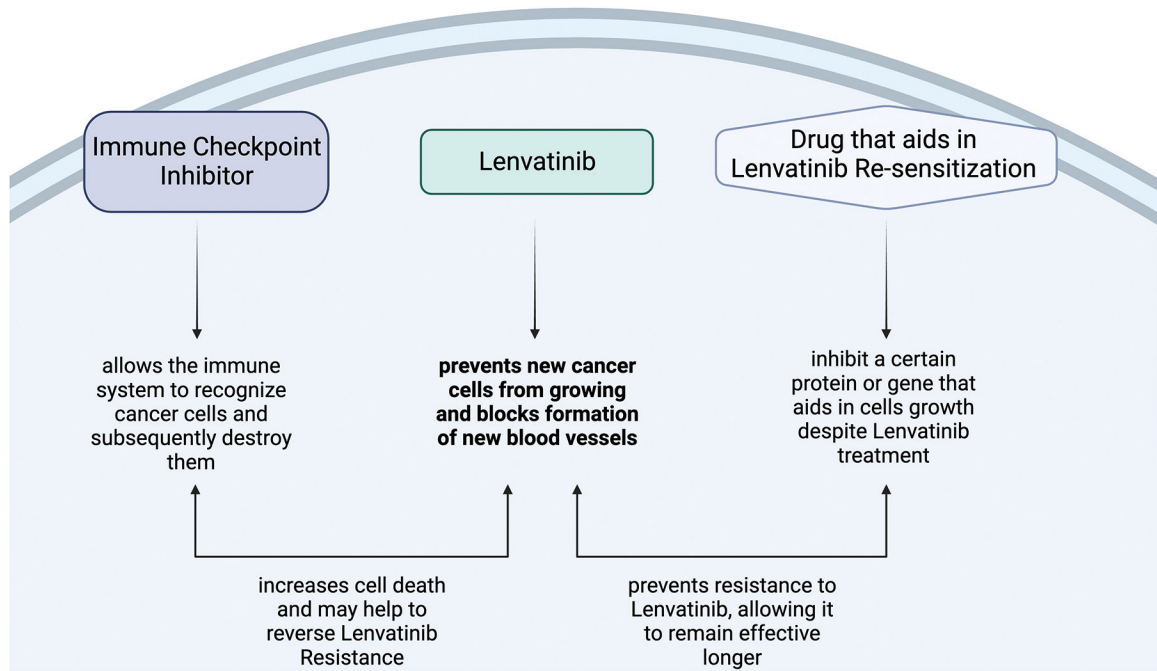 Immune Checkpoint
Inhibitor
Lenvatinib
Drug that aids in
Lenvatinib Re-sensitization
allows the immune
system to recognize
cancer cells and
subsequently destroy
them
prevents new cancer
cells from growing
and blocks formation
of new blood vessels
inhibit a certain
protein or gene that
aids in cells growth
despite Lenvatinib
treatment
increases cell death
and may help to
reverse Lenvatinib
Resistance
prevents resistance to
Lenvatinib, allowing it
to remain effective
longer